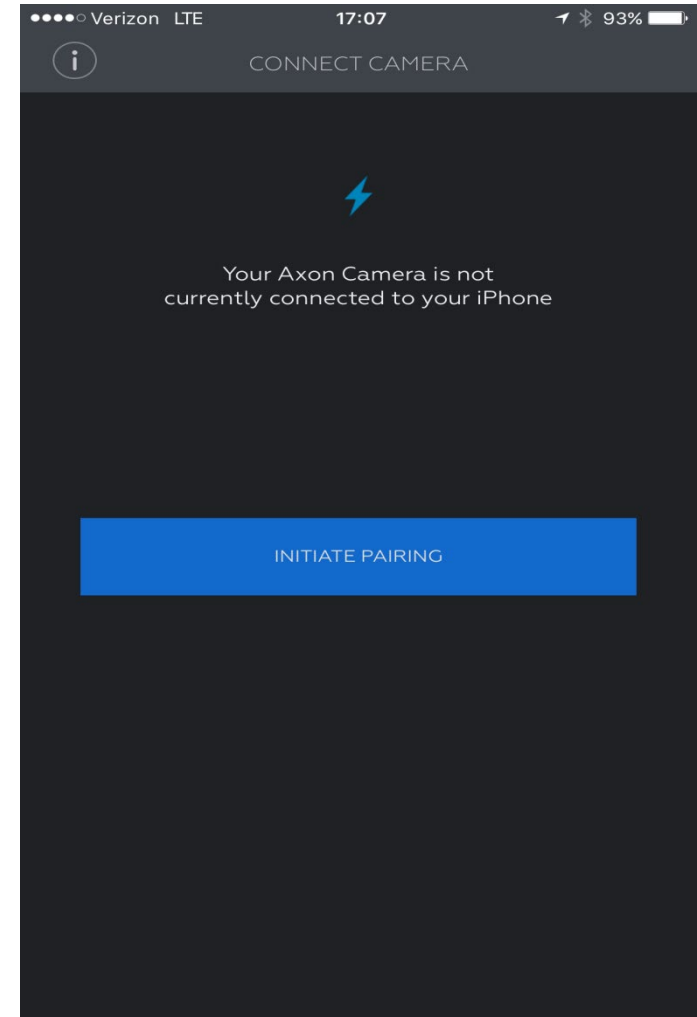 Verizon LTE 17:07 93%
i CONNECT CAMERA
Your Axon Camera is not
currently connected to your iPhone
INITIATE PAIRING